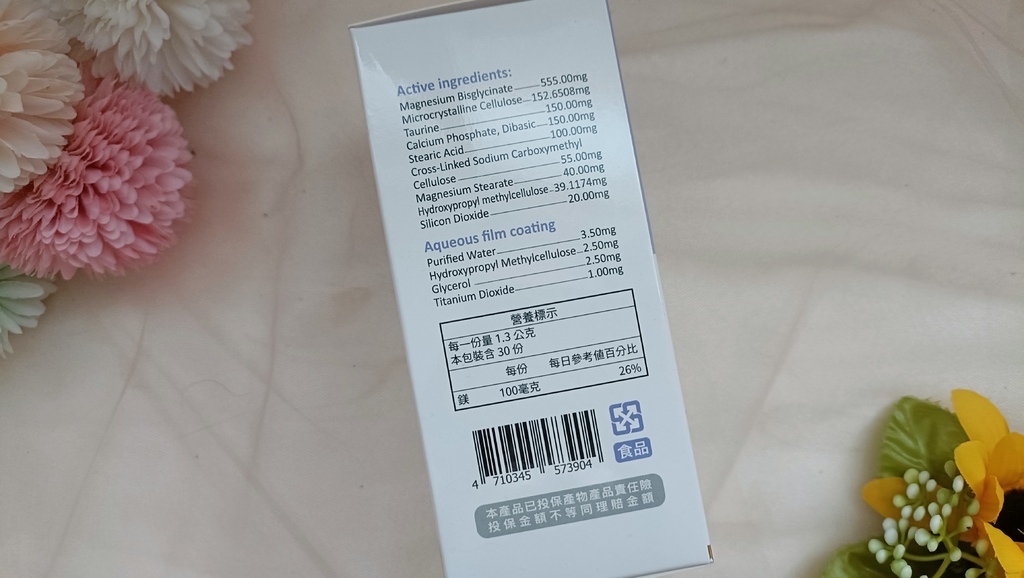 Active ingredients:
Magnesium Bisglycinate 555.00mg
Microcrystalline Cellulose 152.6508mg
Taurine 150.00mg
Calcium Phosphate, Dibasic 150.00mg
Stearic Acid 100.00mg
Cross-Linked Sodium Carboxymethyl
Cellulose 55.00mg
Magnesium Stearate 40.00mg
Hydroxypropyl methylcellulose 39.1174mg
Silicon Dioxide 20.00mg
Aqueous film coating
Purified Water 3.50mg
Hydroxypropyl Methylcellulose 2.50mg
Glycerol 2.50mg
Titanium Dioxide 1.00mg
營養標示
每一份量 1.3 公克
本包裝含 30 份
每份 每日參考值百分比
鎂 100毫克 26%
4 710345 573904
食品
本產品已投保產物產品責任險
投保金額不等同理賠金額